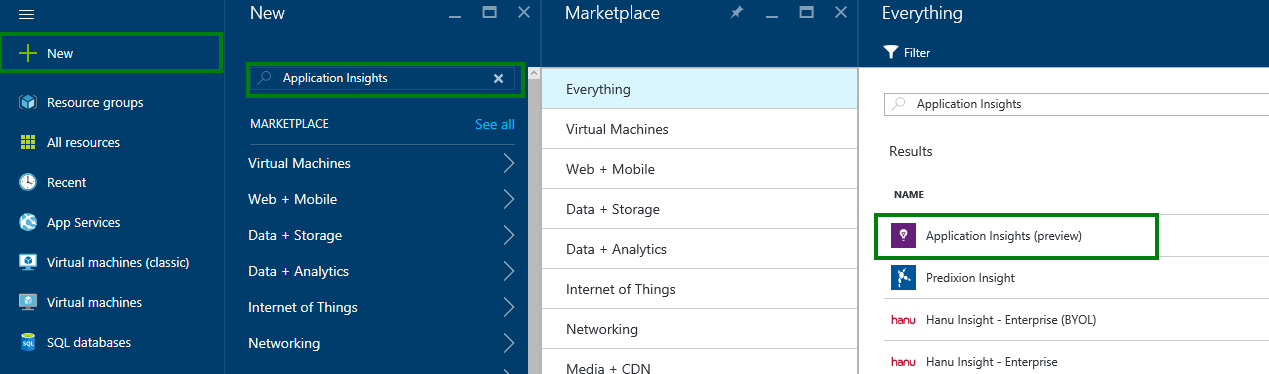 New
Resource groups
All resources
Recent
App Services
Virtual machines (classic)
Virtual machines
SQL databases
New
Application Insights
MARKETPLACE
See all
Virtual Machines
Web + Mobile
Data + Storage
Data + Analytics
Internet of Things
Networking
Marketplace
Everything
Virtual Machines
Web + Mobile
Data + Storage
Data + Analytics
Internet of Things
Networking
Media + CDN
Everything
Filter
Application Insights
Results
NAME
Application Insights (preview)
Predixion Insight
hanu Hanu Insight - Enterprise (BYOL)
hanu Hanu Insight - Enterprise